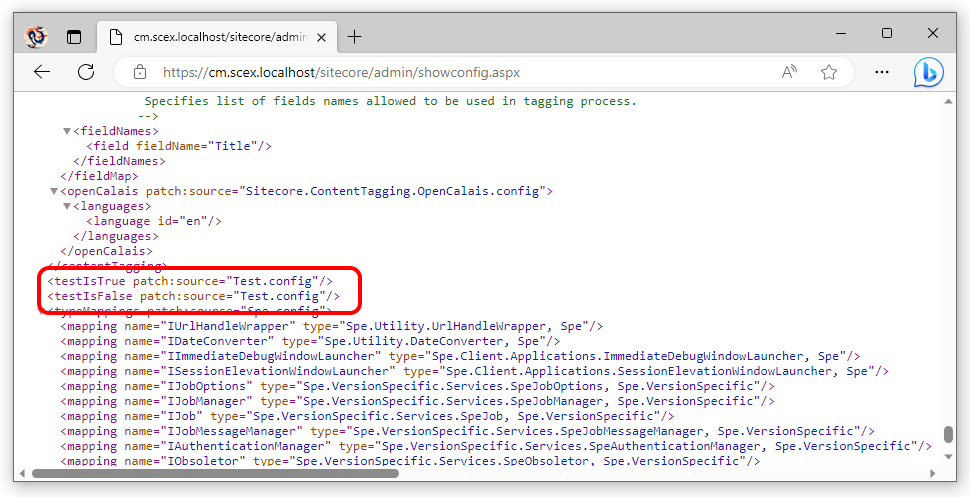 cm.scex.localhost/sitecore/admin
https://cm.scex.localhost/sitecore/admin/showconfig.aspx
Specifies list of fields names allowed to be used in tagging process.
-->
▼<fieldNames>
<field fieldName="Title"/>
</fieldNames>
</fieldMap>
▼<openCalais patch:source="Sitecore.ContentTagging.OpenCalais.config">
▼<languages>
<language id="en"/>
</languages>
</openCalais>
</contentTagging>
<testIsTrue patch:source="Test.config"/>
<testIsFalse patch:source="Test.config"/>
<typeMappings patch:source="Spe.config">
<mapping name="IUrlHandleWrapper" type="Spe.Utility.UrlHandleWrapper, Spe"/>
<mapping name="IDateConverter" type="Spe.Utility.DateConverter, Spe"/>
<mapping name="IImmediateDebugWindowLauncher" type="Spe.Client.Applications.ImmediateDebugWindowLauncher, Spe"/>
<mapping name="ISessionElevationWindowLauncher" type="Spe.Client.Applications.SessionElevationWindowLauncher, Spe"/>
<mapping name="IJobOptions" type="Spe.VersionSpecific.Services.SpeJobOptions, Spe.VersionSpecific"/>
<mapping name="IJobManager" type="Spe.VersionSpecific.Services.SpeJobManager, Spe.VersionSpecific"/>
<mapping name="IJob" type="Spe.VersionSpecific.Services.SpeJob, Spe.VersionSpecific"/>
<mapping name="IJobMessageManager" type="Spe.VersionSpecific.Services.SpeJobMessageManager, Spe.VersionSpecific"/>
<mapping name="IAuthenticationManager" type="Spe.VersionSpecific.Services.SpeAuthenticationManager, Spe.VersionSpecific"/>
<mapping name="IObsoletor" type="Spe.VersionSpecific.Services.SpeObsoletor, Spe.VersionSpecific"/>